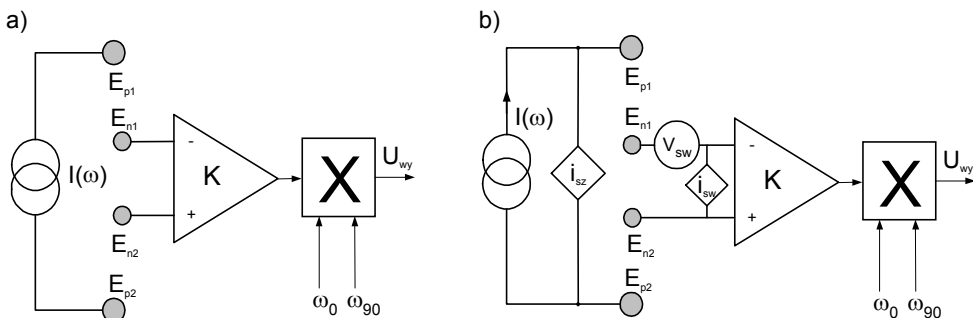 a)
E_p1
E_n1
I(ω)
-
K
+
X
U_wy
E_n2
E_p2
ω_0
ω_90
b)
E_p1
I(ω)
E_n1
V_sw
-
i_sz
i_sw
K
+
X
U_wy
E_n2
E_p2
ω_0
ω_90